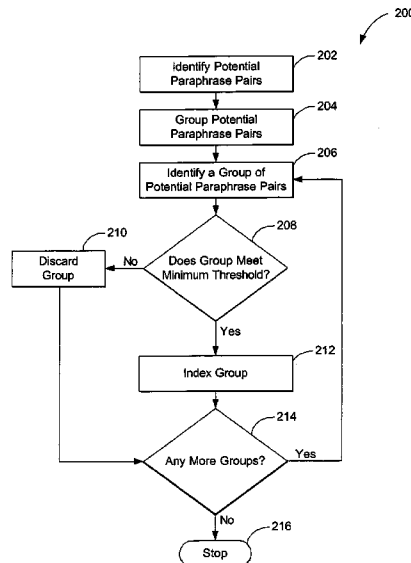 200
202
Identify Potential
Paraphrase Pairs
204
Group Potential
Paraphrase Pairs
206
Identify a Group of
Potential Paraphrase Pairs
208
Does Group Meet
Minimum Threshold?
210
No
Discard
Group
Yes
212
Index Group
214
Any More Groups?
Yes
No
216
Stop